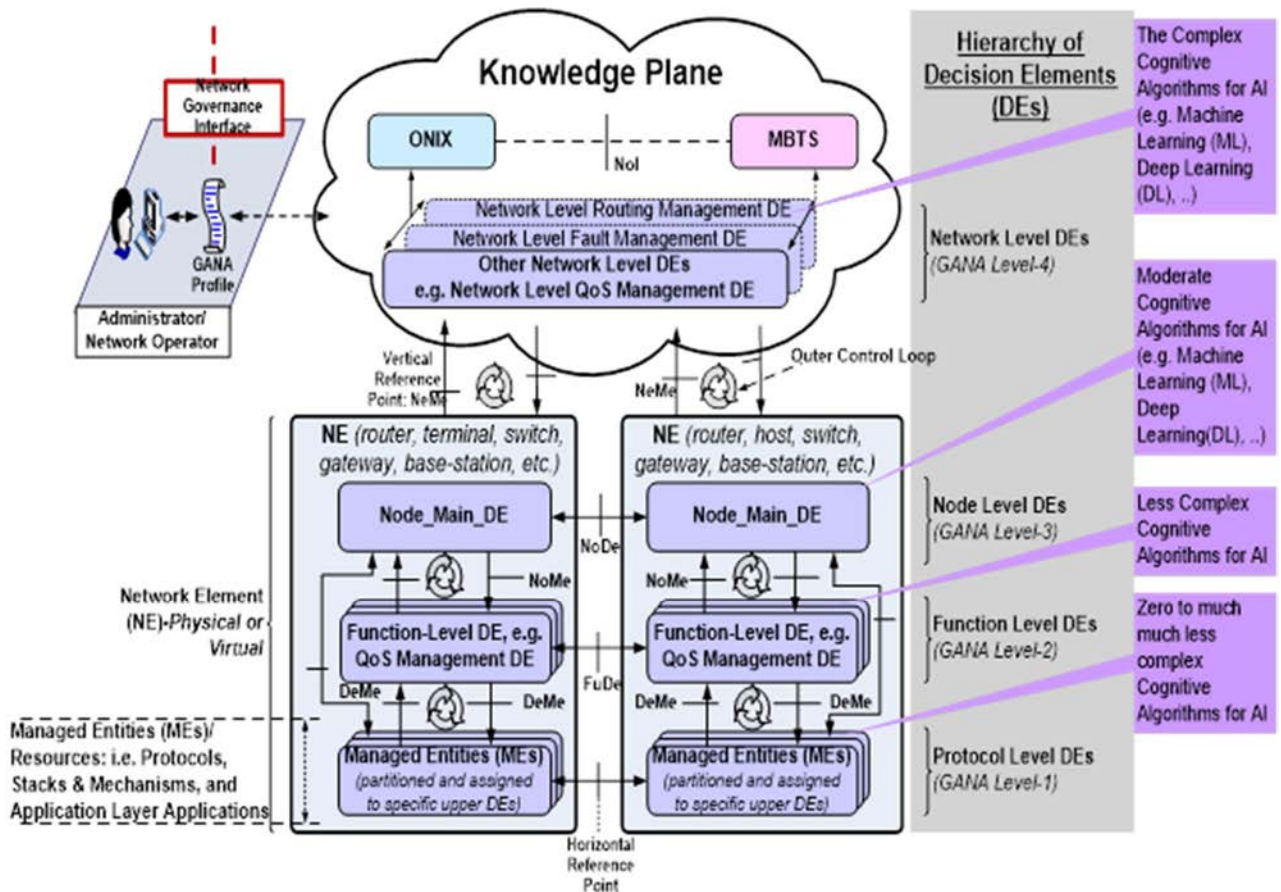 Knowledge Plane
ONIX
MBTS
NoI
Network Level Routing Management DE
Network Level Fault Management DE
Other Network Level DEs
e.g. Network Level QoS Management DE
Network
Governance
Interface
GANA
Profile
Administrator/
Network Operator
Vertical
Reference
Point: NeMe
NeMe
Outer Control Loop
NE (router, terminal, switch,
gateway, base-station, etc.)
Node_Main_DE
NoMe
Function-Level DE, e.g.
QoS Management DE
DeMe
DeMe
Managed Entities (MEs)
(partitioned and assigned
to specific upper DEs)
NoDe
FuDe
Horizontal
Reference
Point
NE (router, host, switch,
gateway, base-station, etc.)
Node_Main_DE
NoMe
Function-Level DE, e.g.
QoS Management DE
DeMe
DeMe
Managed Entities (MEs)
(partitioned and assigned
to specific upper DEs)
Network Element
(NE)-Physical or
Virtual
Managed Entities (MEs)/
Resources: i.e. Protocols,
Stacks & Mechanisms, and
Application Layer Applications
Hierarchy of
Decision Elements
(DEs)
Network Level DEs
(GANA Level-4)
Node Level DEs
(GANA Level-3)
Function Level DEs
(GANA Level-2)
Protocol Level DEs
(GANA Level-1)
The Complex
Cognitive
Algorithms for AI
(e.g. Machine
Learning (ML),
Deep Learning
(DL), ..)
Moderate
Cognitive
Algorithms for AI
(e.g. Machine
Learning (ML),
Deep
Learning(DL), ..)
Less Complex
Cognitive
Algorithms for AI
Zero to much
much less
complex
Cognitive
Algorithms for AI